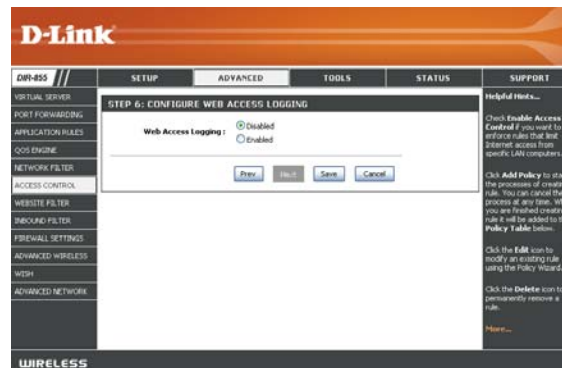 D-Link
DIR-855
SETUP
ADVANCED
TOOLS
STATUS
SUPPORT
VIRTUAL SERVER
PORT FORWARDING
APPLICATION RULES
QOS ENGINE
NETWORK FILTER
ACCESS CONTROL
WEBSITE FILTER
INBOUND FILTER
FIREWALL SETTINGS
ADVANCED WIRELESS
WISH
ADVANCED NETWORK
STEP 6: CONFIGURE WEB ACCESS LOGGING
Web Access Logging :
Disabled
Enabled
Prev
Next
Save
Cancel
Helpful Hints...
Check Enable Access
Control if you want to
enforce rules that limit
Internet access from
specific LAN computers.
Click Add Policy to sta
the processes of creati
rule. You can cancel the
process at any time. Wh
you are finished creatin
rule it will be added to t
Policy Table below.
Click the Edit icon to
modify an existing rule
using the Policy Wizard.
Click the Delete icon to
permanently remove a
rule.
More...
WIRELESS